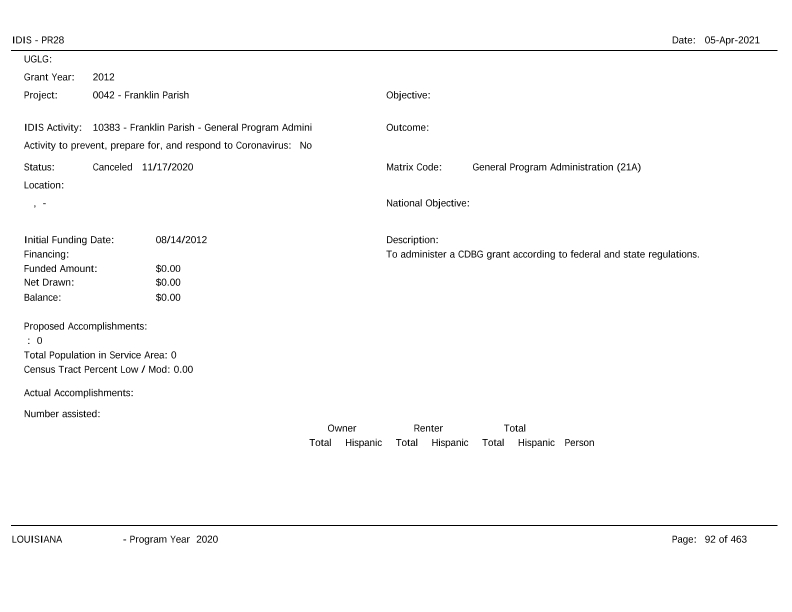 IDIS - PR28 Date: 05-Apr-2021
UGLG:
Grant Year: 2012
Project: 0042 - Franklin Parish Objective:
IDIS Activity: 10383 - Franklin Parish - General Program Admini Outcome:
Activity to prevent, prepare for, and respond to Coronavirus: No
Status: Canceled 11/17/2020 Matrix Code: General Program Administration (21A)
Location:
, - National Objective:
Initial Funding Date: 08/14/2012 Description:
Financing: To administer a CDBG grant according to federal and state regulations.
Funded Amount: $0.00
Net Drawn: $0.00
Balance: $0.00
Proposed Accomplishments:
: 0
Total Population in Service Area: 0
Census Tract Percent Low / Mod: 0.00
Actual Accomplishments:
Number assisted:
Owner Renter Total
Total Hispanic Total Hispanic Total Hispanic Person
LOUISIANA - Program Year 2020 Page: 92 of 463